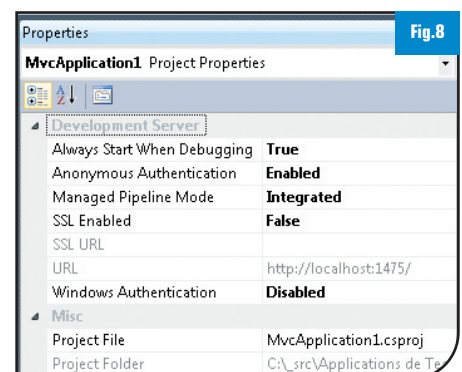 Properties
Fig.8
MvcApplication1 Project Properties
Development Server
Always Start When Debugging True
Anonymous Authentication Enabled
Managed Pipeline Mode Integrated
SSL Enabled False
SSL URL
URL http://localhost:1475/
Windows Authentication Disabled
Misc
Project File MvcApplication1.csproj
Project Folder C:\_src\Applications de